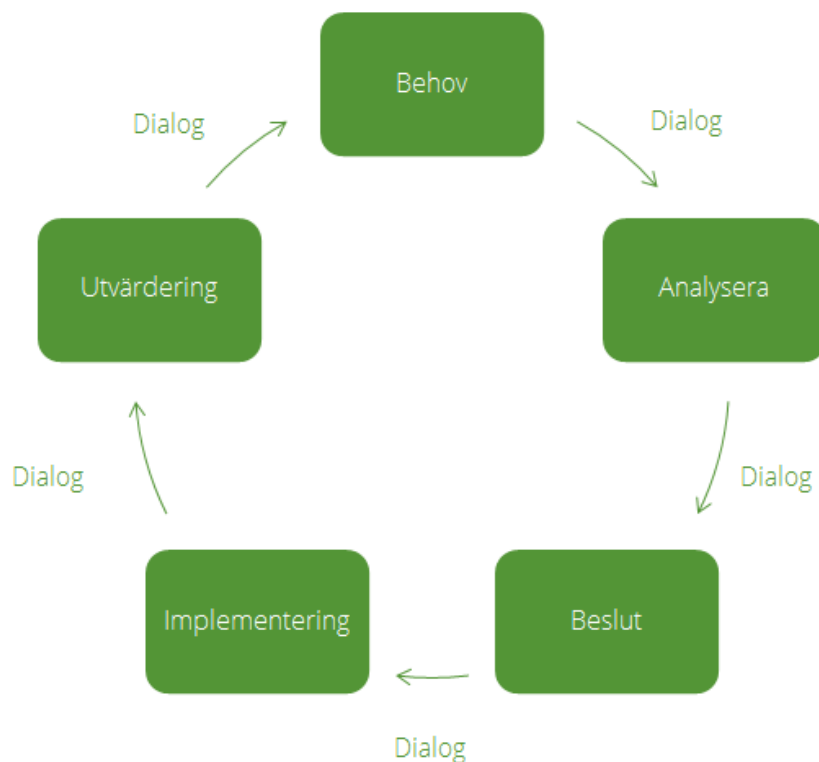 Behov
Dialog
Analysera
Dialog
Beslut
Dialog
Implementering
Dialog
Utvärdering
Dialog